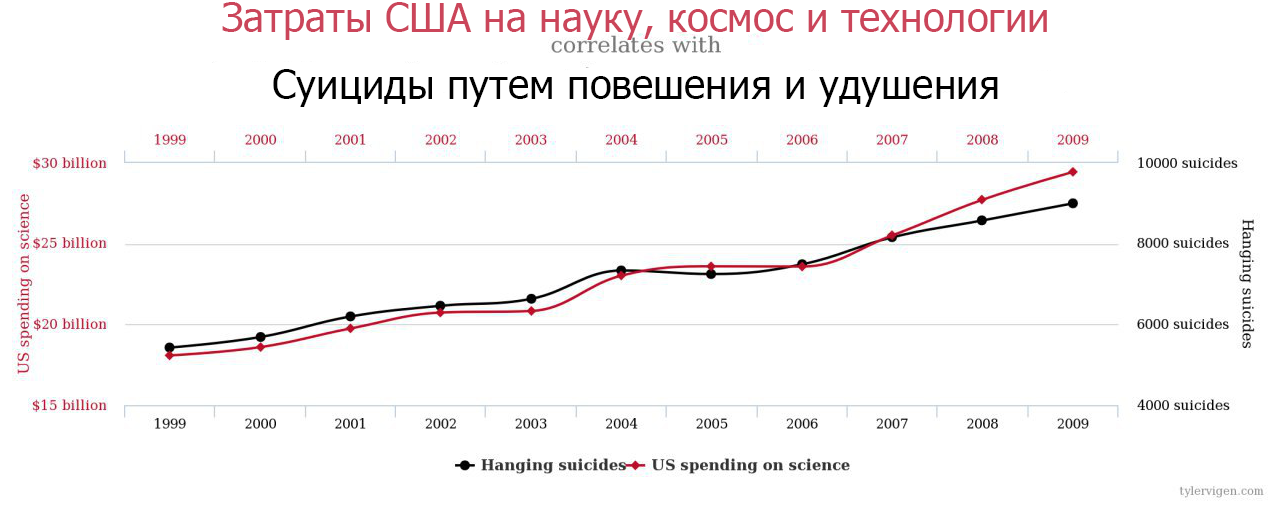 Затраты США на науку, космос и технологии
correlates with
Суициды путем повешения и удушения
1999 2000 2001 2002 2003 2004 2005 2006 2007 2008 2009
$30 billion
$25 billion
$20 billion
$15 billion
US spending on science
10000 suicides
8000 suicides
6000 suicides
4000 suicides
Hanging suicides
1999 2000 2001 2002 2003 2004 2005 2006 2007 2008 2009
Hanging suicides US spending on science
tylervigen.com